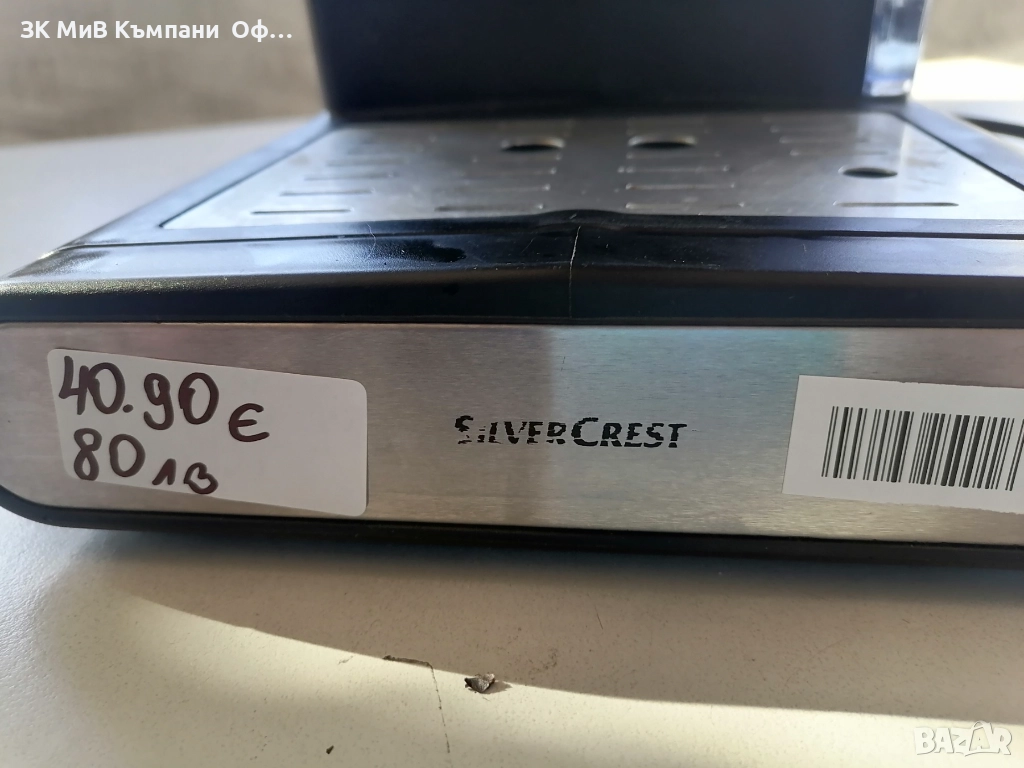 ЗК МиВ Къмпани Оф...
40.90 €
80 лв
SILVERCREST
BAZAR